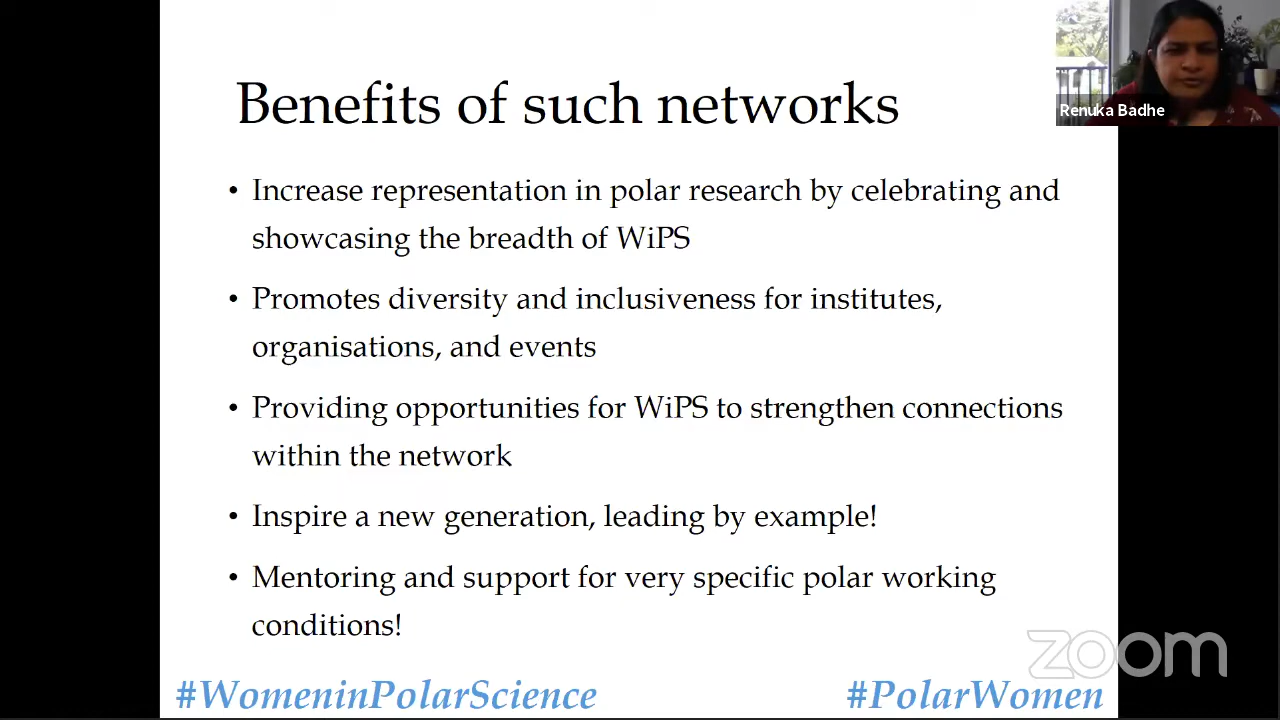 Benefits of such networks
Renuka Badhe
• Increase representation in polar research by celebrating and
showcasing the breadth of WiPS
• Promotes diversity and inclusiveness for institutes,
organisations, and events
• Providing opportunities for WiPS to strengthen connections
within the network
• Inspire a new generation, leading by example!
• Mentoring and support for very specific polar working
conditions!
zoom
#WomeninPolarScience
#PolarWomen